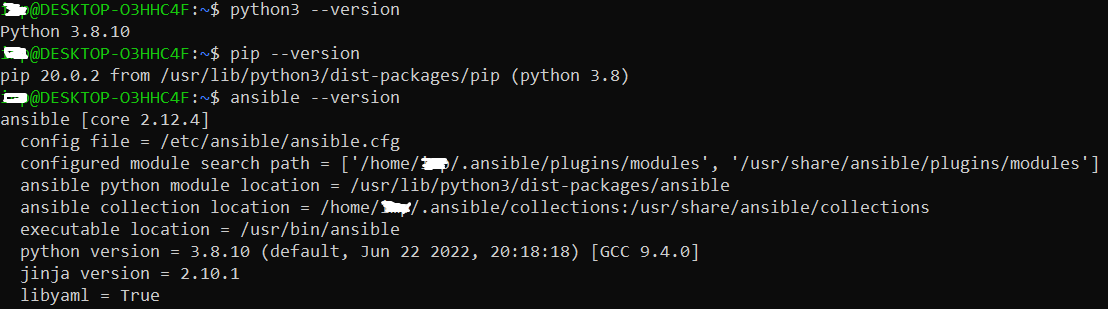 @DESKTOP-O3HHC4F:~$ python3 --version
Python 3.8.10
@DESKTOP-O3HHC4F:~$ pip --version
pip 20.0.2 from /usr/lib/python3/dist-packages/pip (python 3.8)
@DESKTOP-O3HHC4F:~$ ansible --version
ansible [core 2.12.4]
  config file = /etc/ansible/ansible.cfg
  configured module search path = ['/home/ /.ansible/plugins/modules', '/usr/share/ansible/plugins/modules']
  ansible python module location = /usr/lib/python3/dist-packages/ansible
  ansible collection location = /home/ /.ansible/collections:/usr/share/ansible/collections
  executable location = /usr/bin/ansible
  python version = 3.8.10 (default, Jun 22 2022, 20:18:18) [GCC 9.4.0]
  jinja version = 2.10.1
  libyaml = True